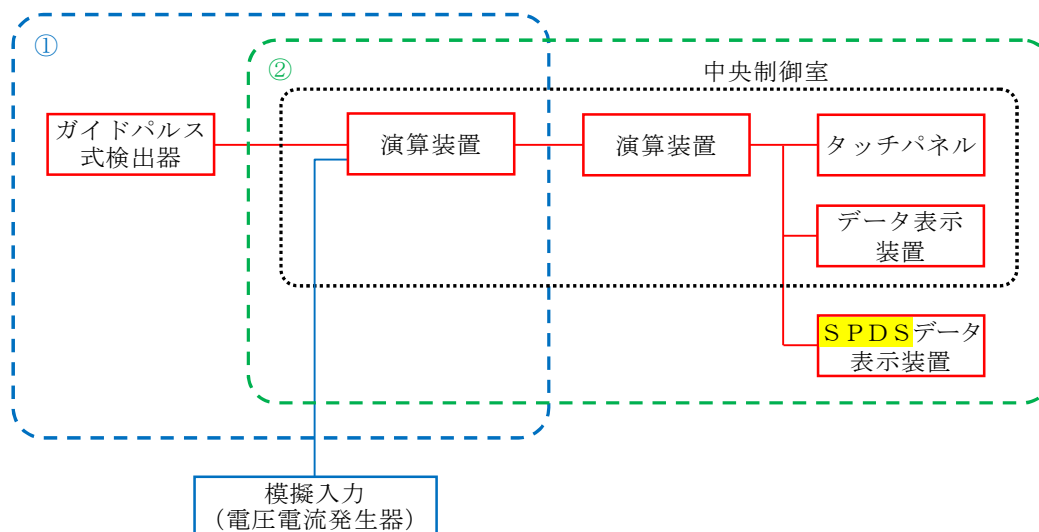 ①
②
中央制御室
ガイドパルス
式検出器
演算装置
演算装置
タッチパネル
データ表示
装置
ＳＰＤＳデータ
表示装置
模擬入力
（電圧電流発生器）